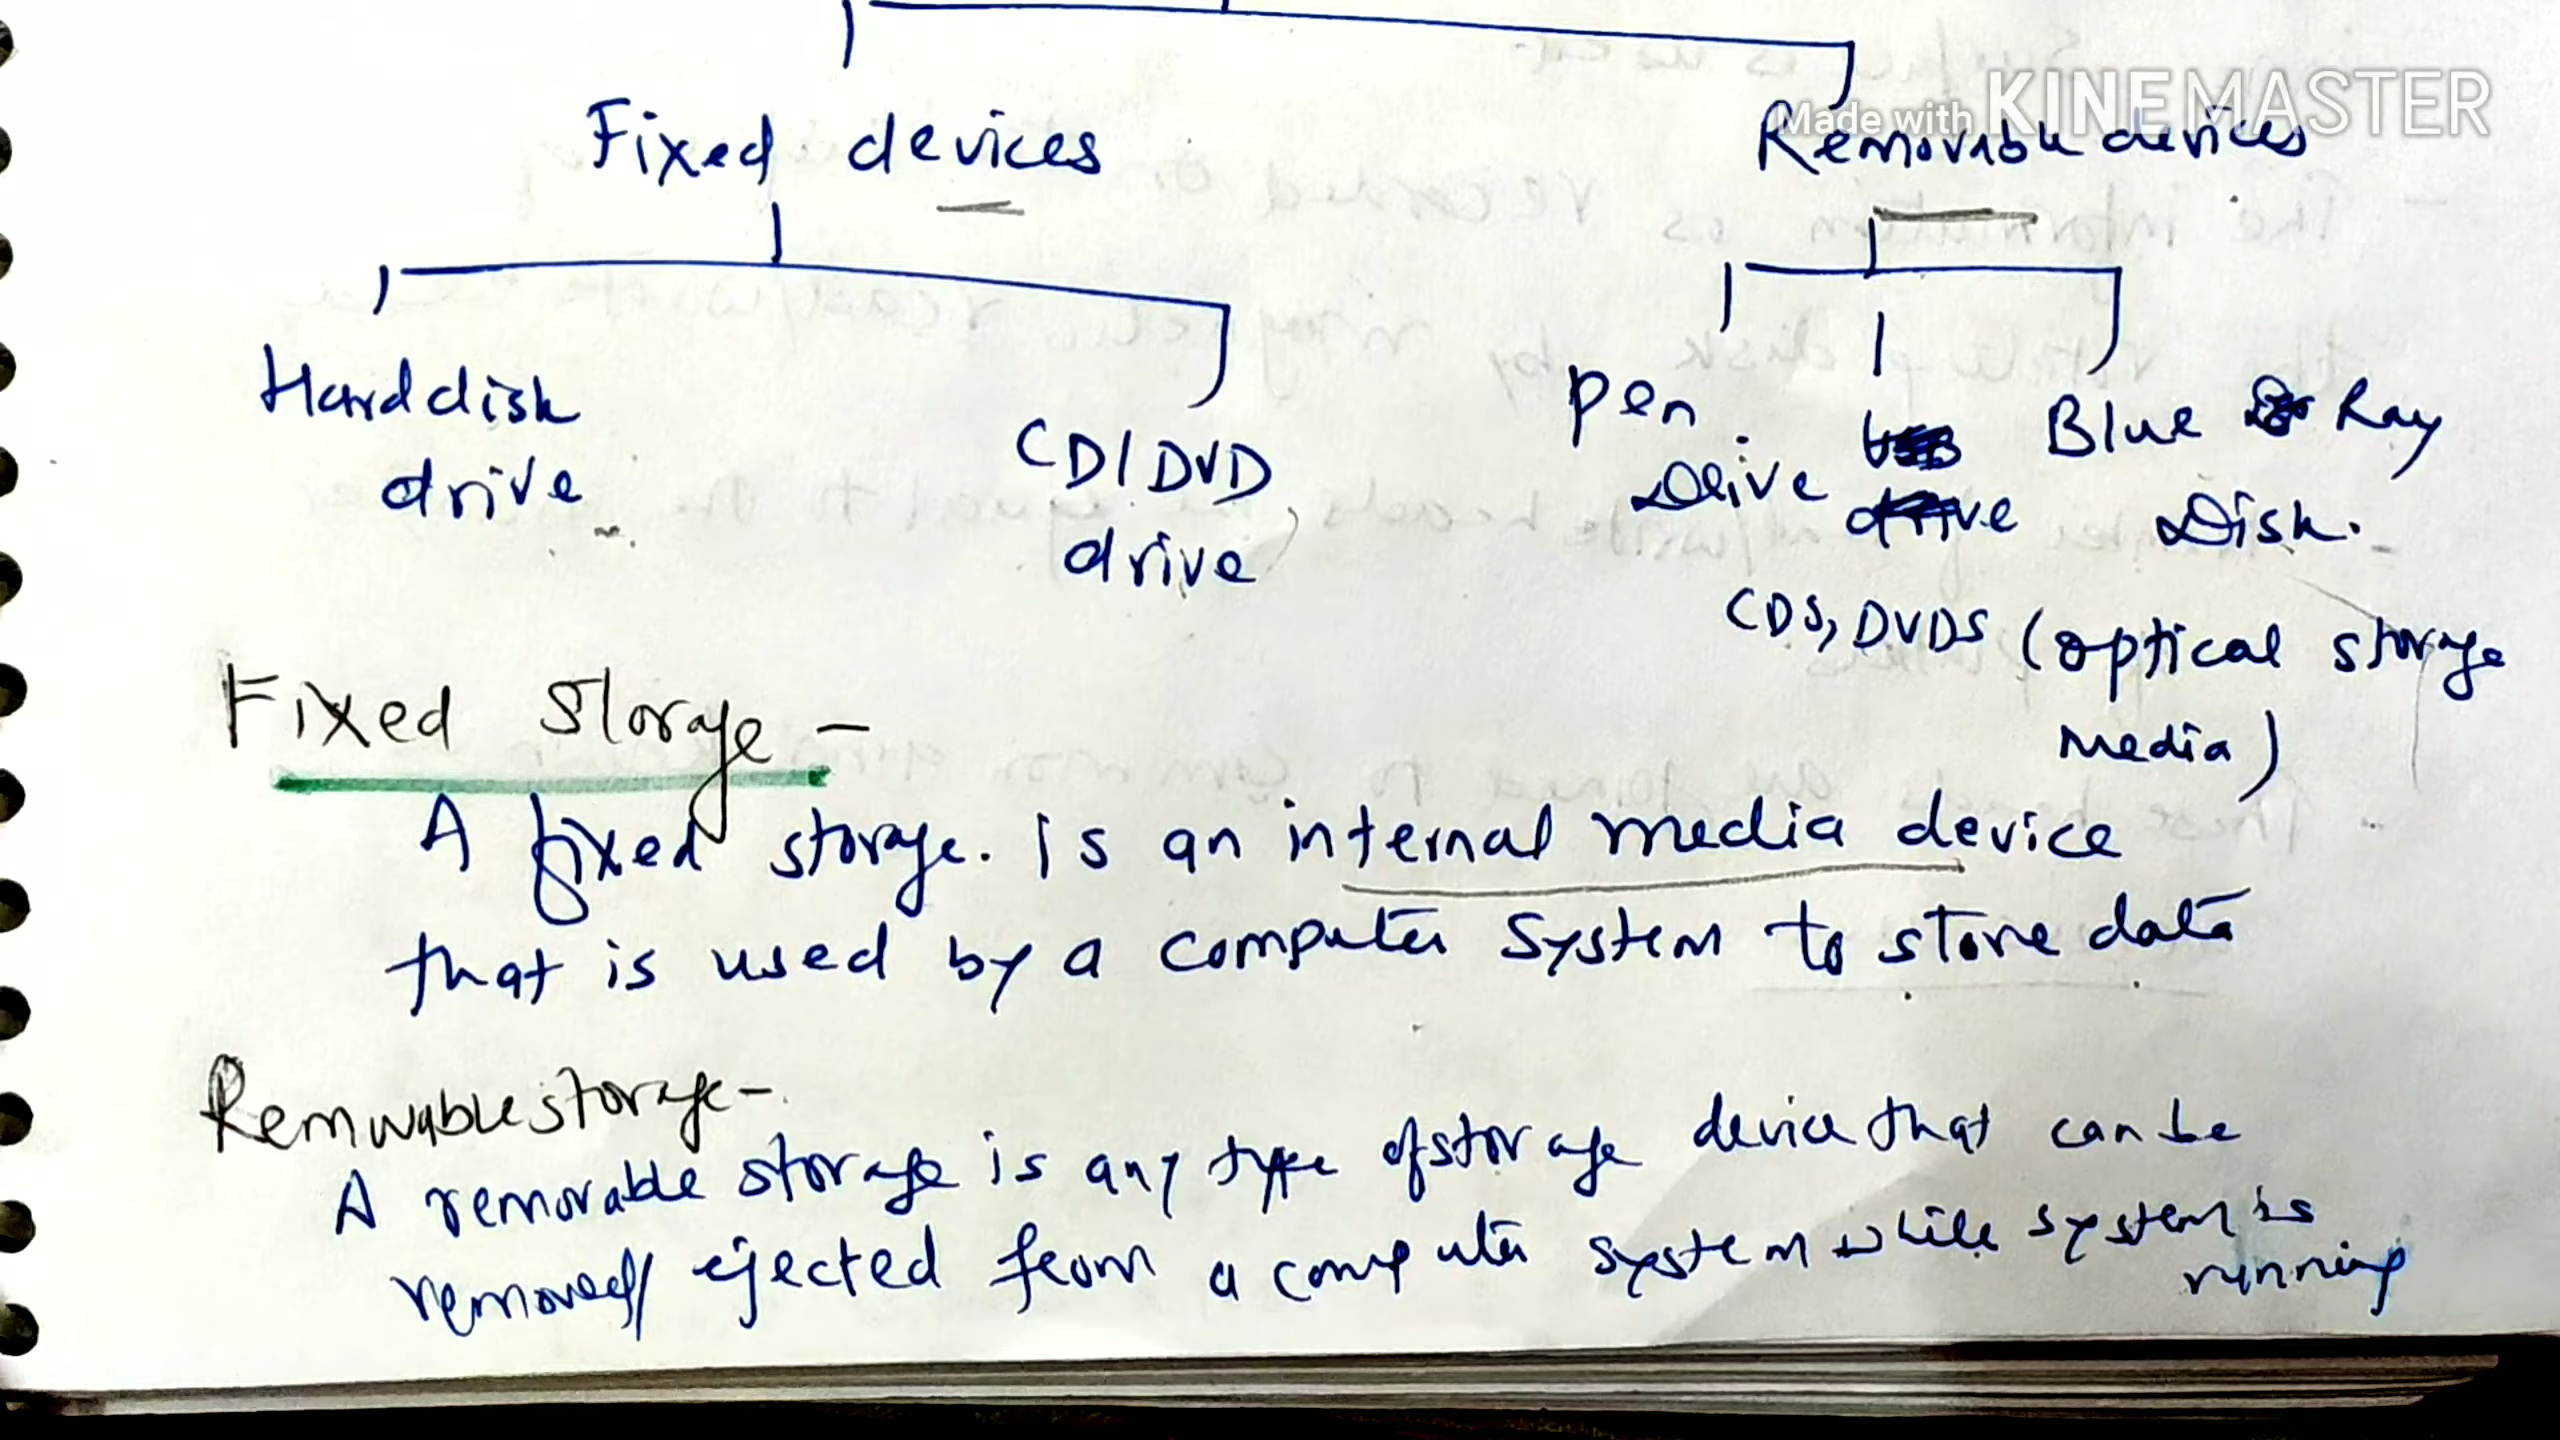 Made with KINEMASTER
Fixed devices
Removable devices
Hard disk
drive
CD/DVD
drive
Pen
Drive
USB
drive
Blue Ray
Disk.
CDS, DVDS (optical storage
media)
Fixed Storage -
A fixed storage. is an internal media device
that is used by a computer system to store data
Removable storage -
A removable storage is any type of storage device that can be
removed/ ejected from a computer system while system is
running